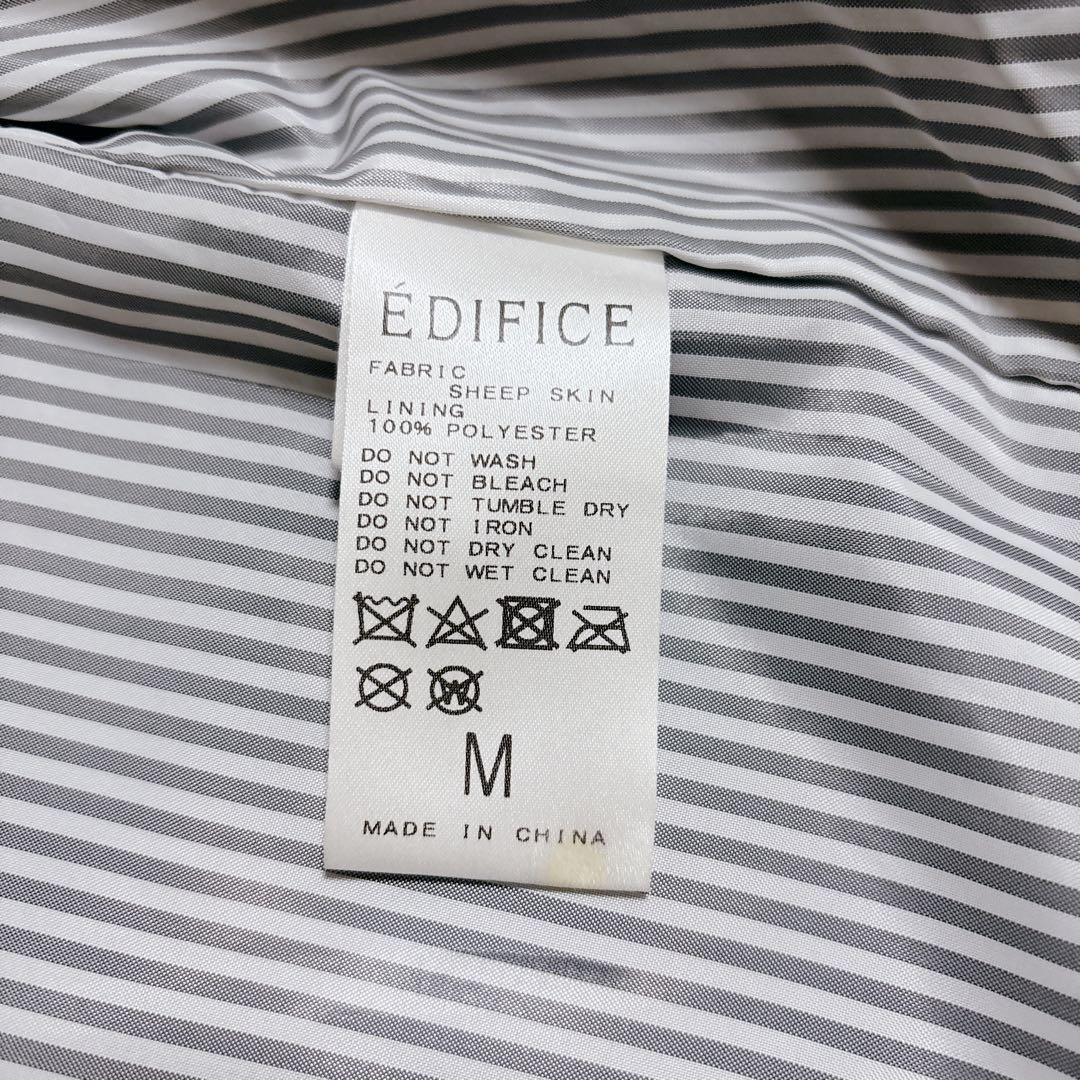 ÉDIFICE
FABRIC
SHEEP SKIN
LINING
100% POLYESTER
DO NOT WASH
DO NOT BLEACH
DO NOT TUMBLE DRY
DO NOT IRON
DO NOT DRY CLEAN
DO NOT WET CLEAN
W
M
MADE IN CHINA